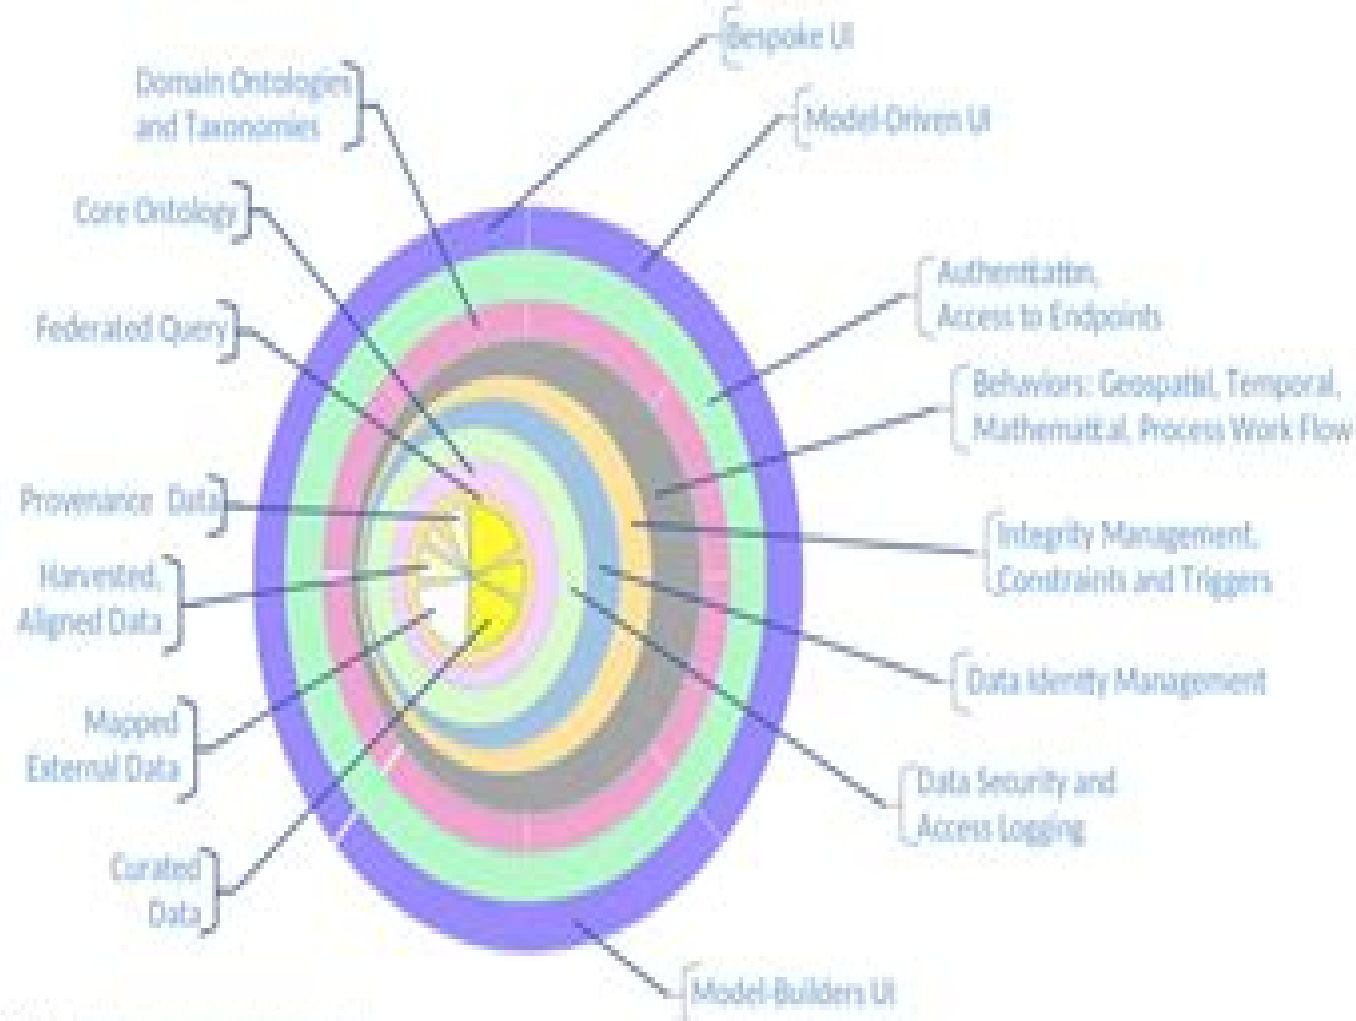 Bespoke UI
Domain Ontologies
and Taxonomies
Model-Driven UI
Core Ontology
Authentication,
Access to Endpoints
Federated Query
Behaviors: Geospatial, Temporal,
Mathematical, Process Work Flow
Provenance Data
Integrity Management,
Constraints and Triggers
Harvested,
Aligned Data
Data Identity Management
Mapped
External Data
Data Security and
Access Logging
Curated
Data
Model-Builders UI